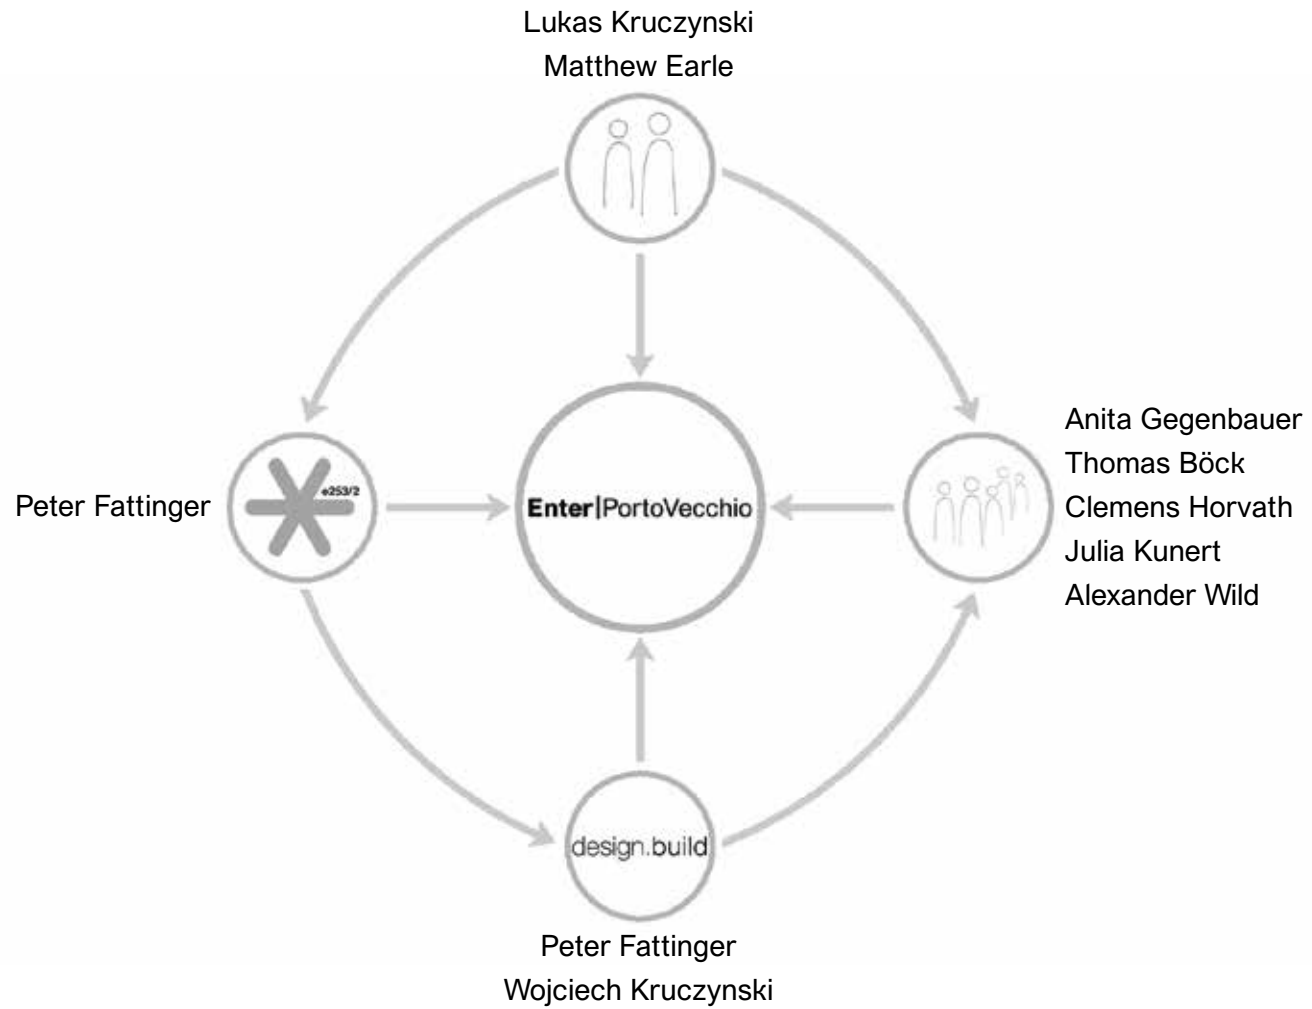 Lukas Kruczynski
Matthew Earle
Peter Fattinger
e253/2
Enter|PortoVecchio
Anita Gegenbauer
Thomas Böck
Clemens Horvath
Julia Kunert
Alexander Wild
design.build
Peter Fattinger
Wojciech Kruczynski